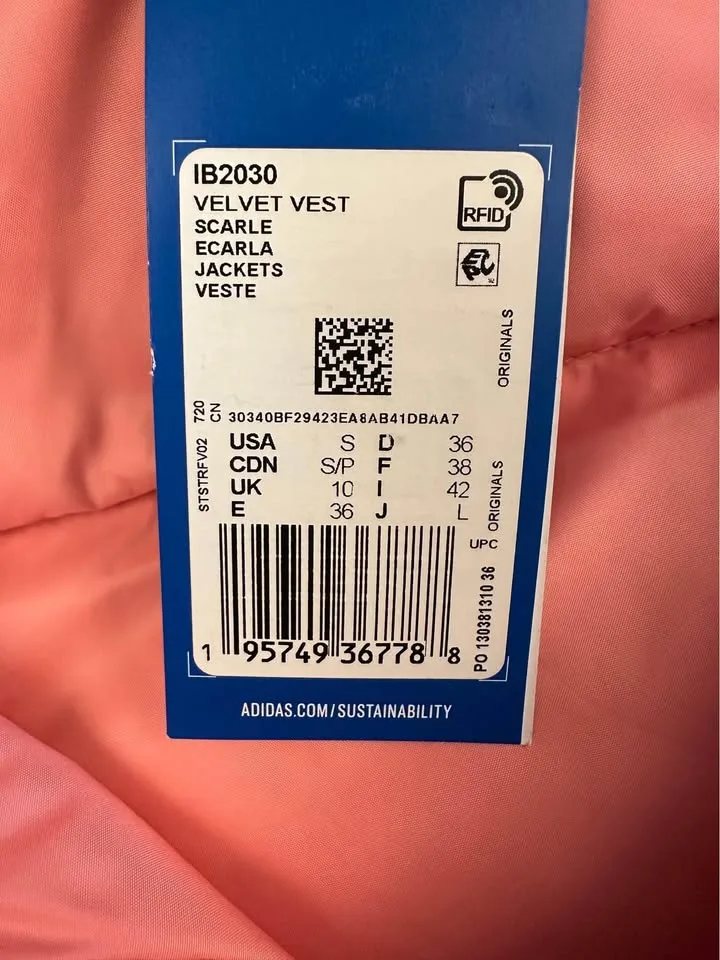 IB2030
VELVET VEST
SCARLE
ECARLA
JACKETS
VESTE
RFID
EPC
ORIGINALS
720
CN
30340BF29423EA8AB41DBAA7
STSTRFV02
USA S D 36
CDN S/P F 38
UK 10 I 42
E 36 J L
ORIGINALS
UPC
1 95749 36778 8
PO 130381310 36
ADIDAS.COM/SUSTAINABILITY